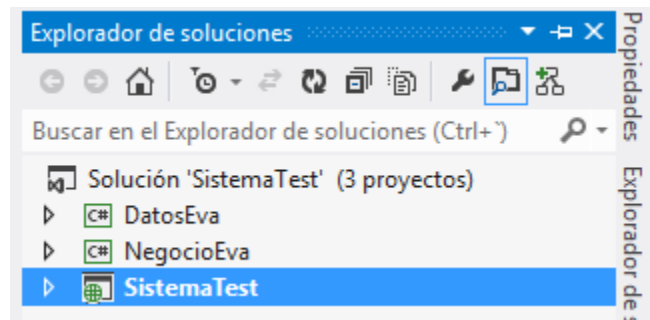 Explorador de soluciones
Buscar en el Explorador de soluciones (Ctrl+`)
Solución 'SistemaTest' (3 proyectos)
C# DatosEva
C# NegocioEva
SistemaTest
Propiedades
Explorador de